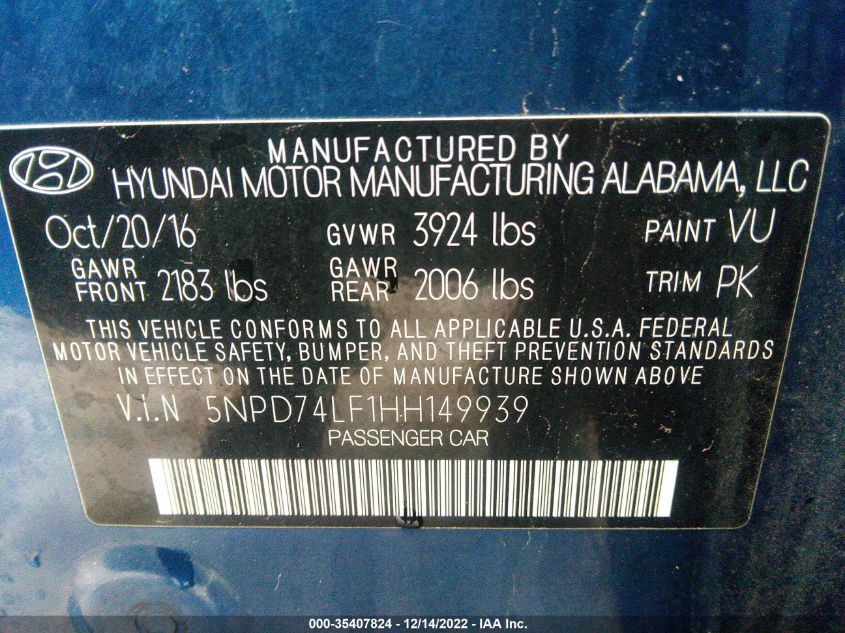 MANUFACTURED BY
HYUNDAI MOTOR MANUFACTURING ALABAMA, LLC
Oct/20/16 GVWR 3924 lbs PAINT VU
GAWR FRONT 2183 lbs GAWR REAR 2006 lbs TRIM PK
THIS VEHICLE CONFORMS TO ALL APPLICABLE U.S.A. FEDERAL
MOTOR VEHICLE SAFETY, BUMPER, AND THEFT PREVENTION STANDARDS
IN EFFECT ON THE DATE OF MANUFACTURE SHOWN ABOVE.
V.I.N 5NPD74LF1HH149939
PASSENGER CAR
000-35407824 - 12/14/2022 - IAA Inc.